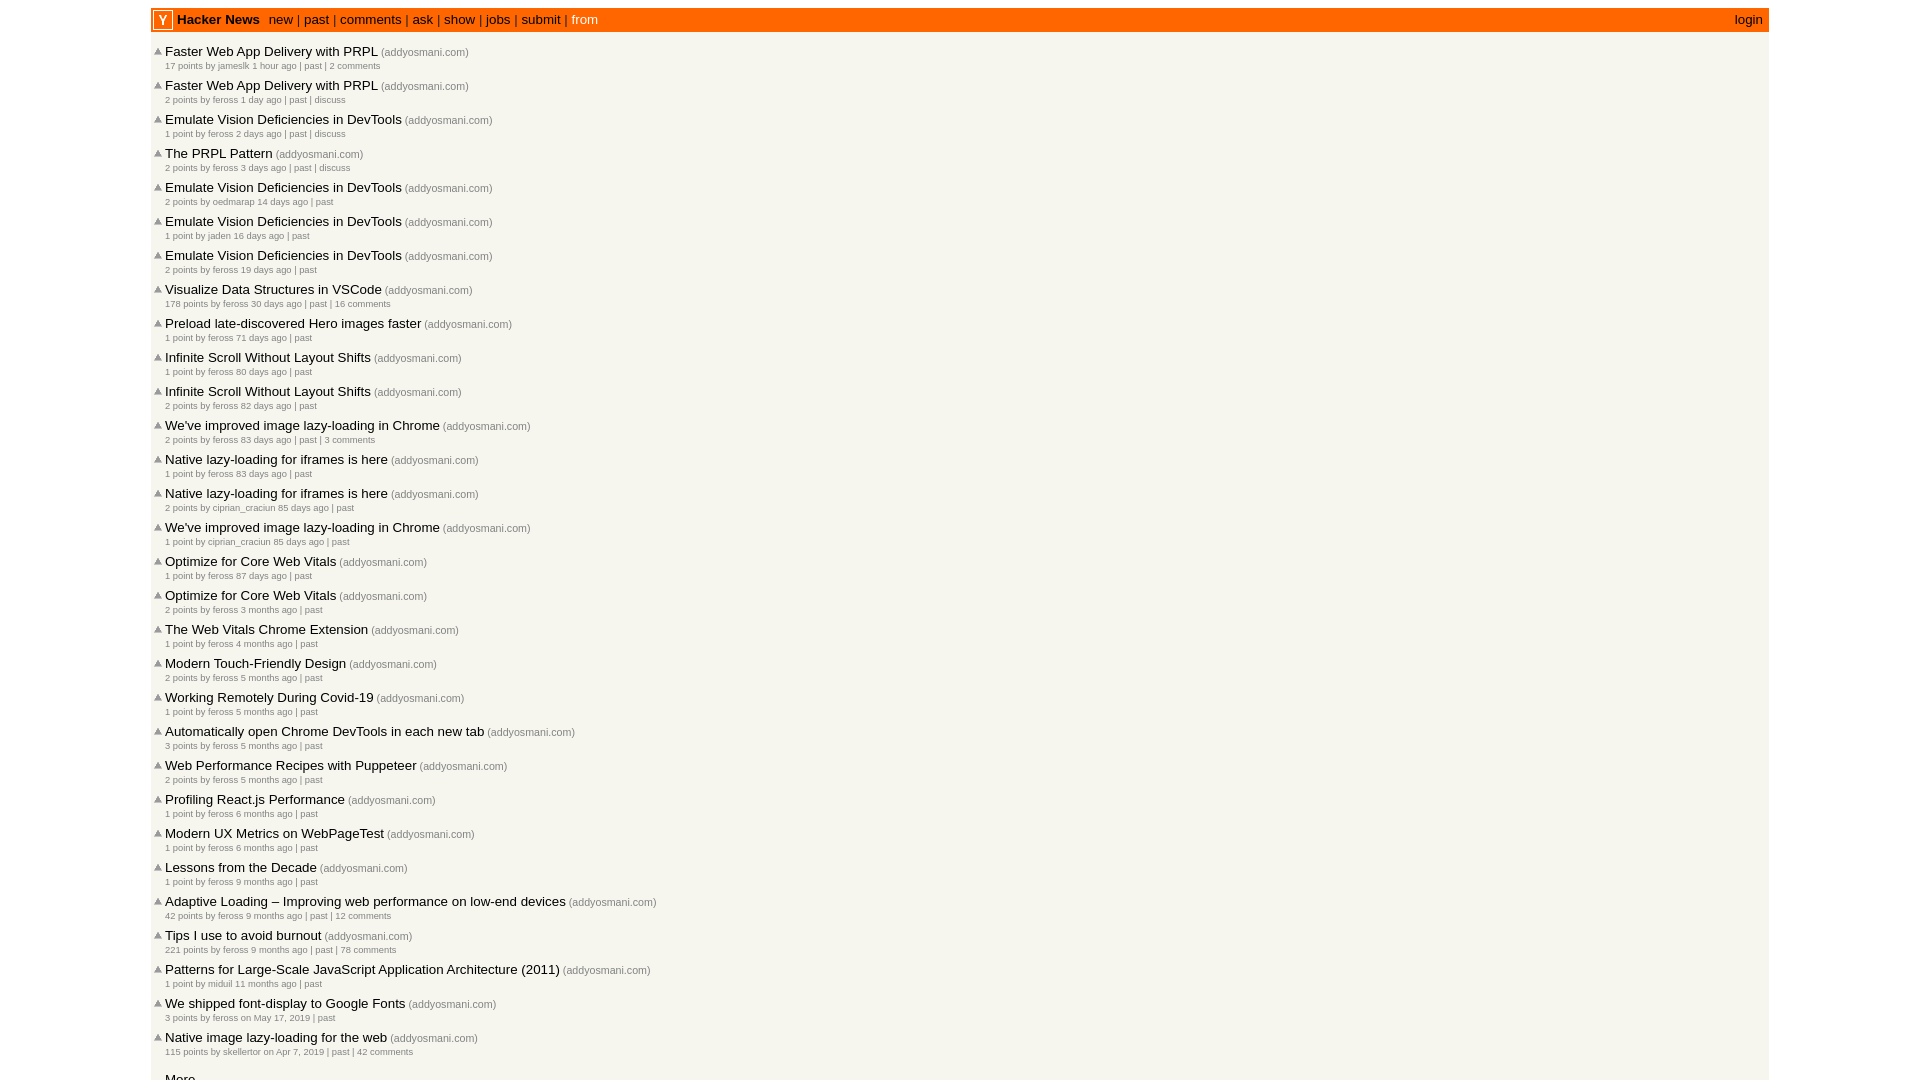 Y Hacker News new | past | comments | ask | show | jobs | submit | from login
Faster Web App Delivery with PRPL (addyosmani.com)
17 points by jameslk 1 hour ago | past | 2 comments
Faster Web App Delivery with PRPL (addyosmani.com)
2 points by feross 1 day ago | past | discuss
Emulate Vision Deficiencies in DevTools (addyosmani.com)
1 point by feross 2 days ago | past | discuss
The PRPL Pattern (addyosmani.com)
2 points by feross 3 days ago | past | discuss
Emulate Vision Deficiencies in DevTools (addyosmani.com)
2 points by oedmarap 14 days ago | past
Emulate Vision Deficiencies in DevTools (addyosmani.com)
1 point by jaden 16 days ago | past
Emulate Vision Deficiencies in DevTools (addyosmani.com)
2 points by feross 19 days ago | past
Visualize Data Structures in VSCode (addyosmani.com)
178 points by feross 30 days ago | past | 16 comments
Preload late-discovered Hero images faster (addyosmani.com)
1 point by feross 71 days ago | past
Infinite Scroll Without Layout Shifts (addyosmani.com)
1 point by feross 80 days ago | past
Infinite Scroll Without Layout Shifts (addyosmani.com)
2 points by feross 82 days ago | past
We've improved image lazy-loading in Chrome (addyosmani.com)
2 points by feross 83 days ago | past | 3 comments
Native lazy-loading for iframes is here (addyosmani.com)
1 point by feross 83 days ago | past
Native lazy-loading for iframes is here (addyosmani.com)
2 points by ciprian_craciun 85 days ago | past
We've improved image lazy-loading in Chrome (addyosmani.com)
1 point by ciprian_craciun 85 days ago | past
Optimize for Core Web Vitals (addyosmani.com)
1 point by feross 87 days ago | past
Optimize for Core Web Vitals (addyosmani.com)
2 points by feross 3 months ago | past
The Web Vitals Chrome Extension (addyosmani.com)
1 point by feross 4 months ago | past
Modern Touch-Friendly Design (addyosmani.com)
2 points by feross 5 months ago | past
Working Remotely During Covid-19 (addyosmani.com)
1 point by feross 5 months ago | past
Automatically open Chrome DevTools in each new tab (addyosmani.com)
3 points by feross 5 months ago | past
Web Performance Recipes with Puppeteer (addyosmani.com)
2 points by feross 5 months ago | past
Profiling React.js Performance (addyosmani.com)
1 point by feross 6 months ago | past
Modern UX Metrics on WebPageTest (addyosmani.com)
1 point by feross 6 months ago | past
Lessons from the Decade (addyosmani.com)
1 point by feross 9 months ago | past
Adaptive Loading – Improving web performance on low-end devices (addyosmani.com)
42 points by feross 9 months ago | past | 12 comments
Tips I use to avoid burnout (addyosmani.com)
221 points by feross 9 months ago | past | 78 comments
Patterns for Large-Scale JavaScript Application Architecture (2011) (addyosmani.com)
1 point by miduil 11 months ago | past
We shipped font-display to Google Fonts (addyosmani.com)
3 points by feross on May 17, 2019 | past
Native image lazy-loading for the web (addyosmani.com)
115 points by skellertor on Apr 7, 2019 | past | 42 comments
More